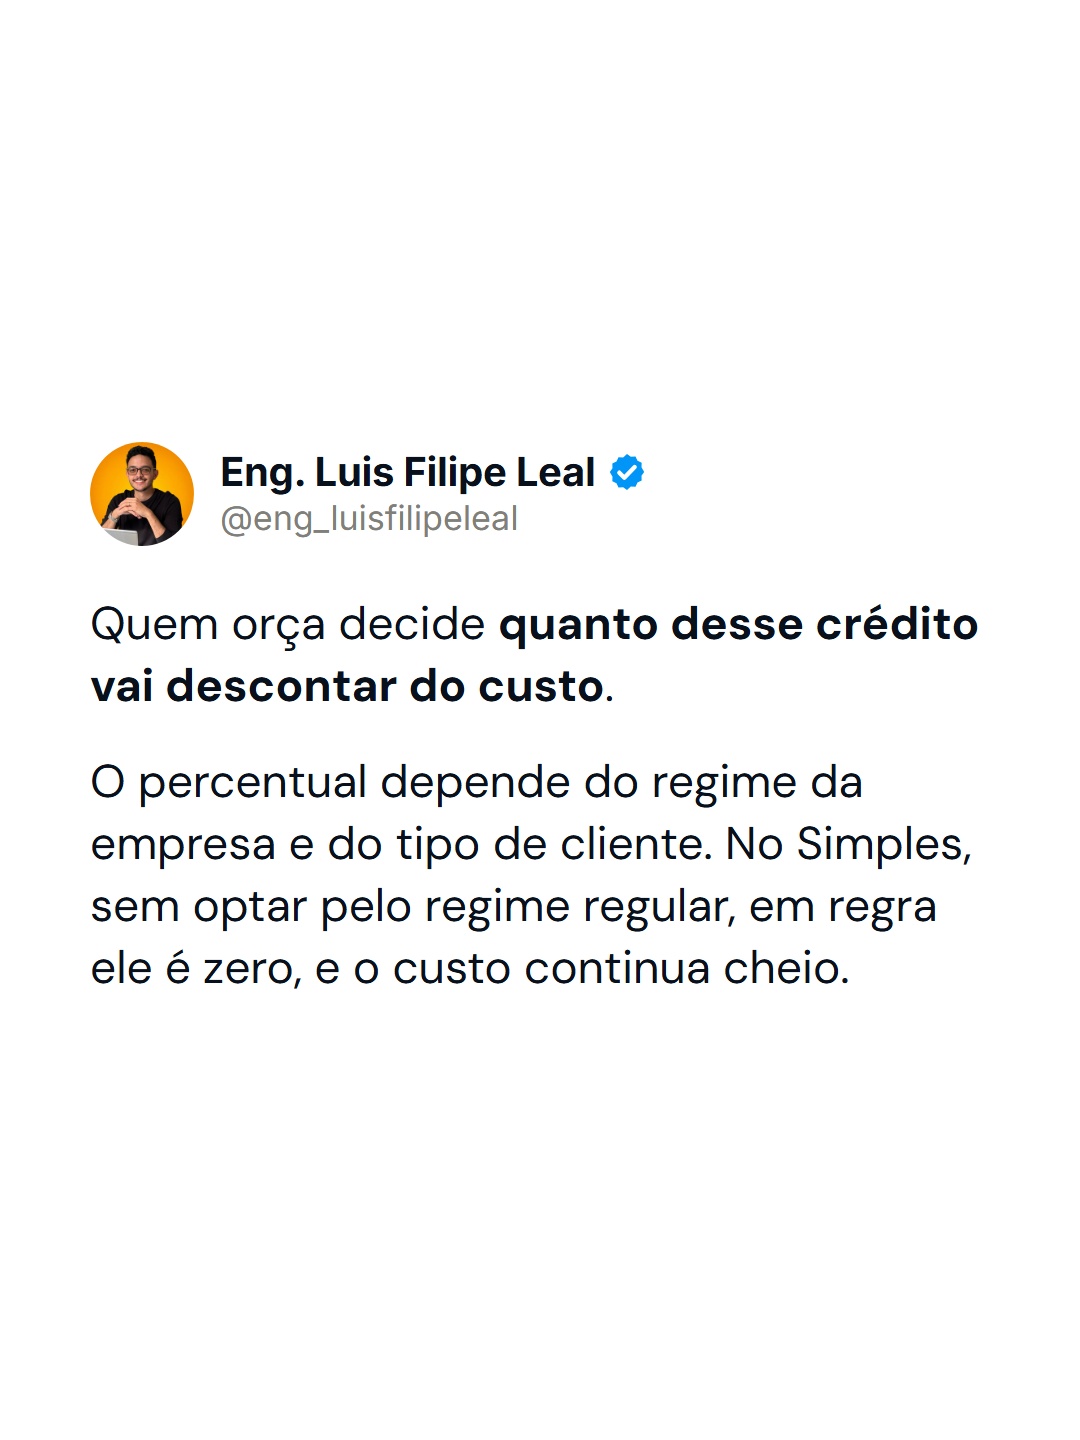 Eng. Luis Filipe Leal
@eng_luisfilipeleal
Quem orça decide quanto desse crédito
vai descontar do custo.
O percentual depende do regime da
empresa e do tipo de cliente. No Simples,
sem optar pelo regime regular, em regra
ele é zero, e o custo continua cheio.